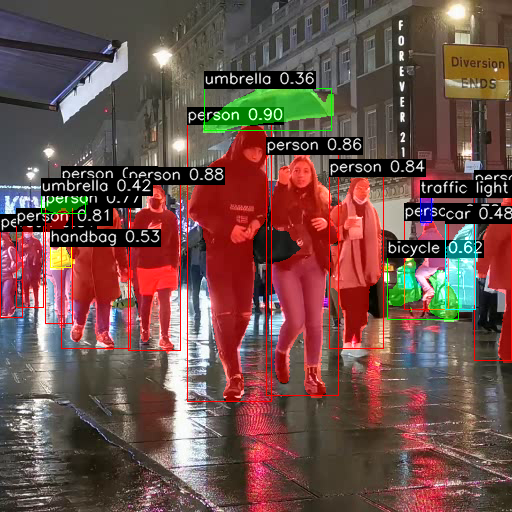 umbrella 0.36
person 0.90
person 0.86
person 0.84
person 0.88
person
umbrella 0.42
person 0.77
person 0.81
handbag 0.53
traffic light
car 0.48
bicycle 0.62
FOREVER 21
Diversion
ENDS